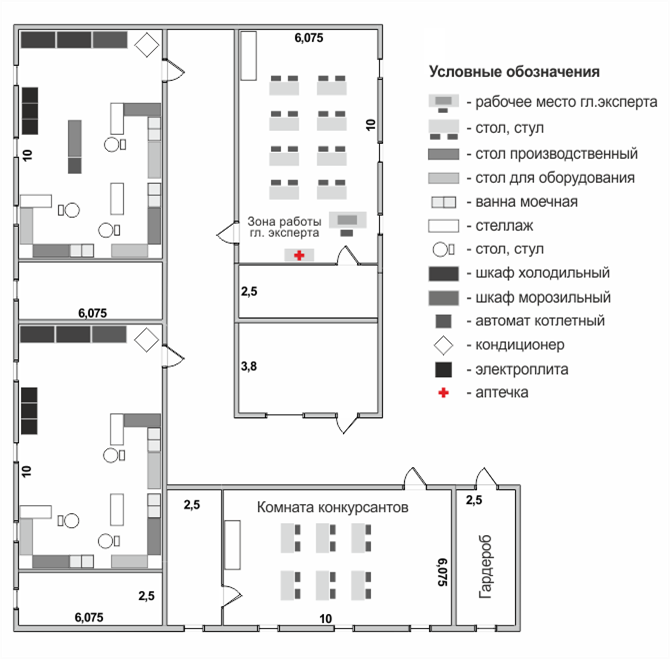 6,075
10
Зона работы
гл. эксперта
2,5
3,8
10
6,075
10
2,5
6,075
2,5
Комната конкурсантов
6,075
10
2,5
Гардероб
Условные обозначения
- рабочее место гл.эксперта
- стол, стул
- стол производственный
- стол для оборудования
- ванна моечная
- стеллаж
- стол, стул
- шкаф холодильный
- шкаф морозильный
- автомат котлетный
- кондиционер
- электроплита
- аптечка